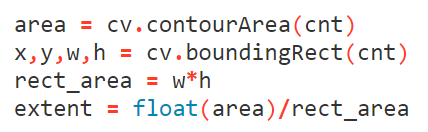 area = cv.contourArea(cnt)
x,y,w,h = cv.boundingRect(cnt)
rect_area = w*h
extent = float(area)/rect_area